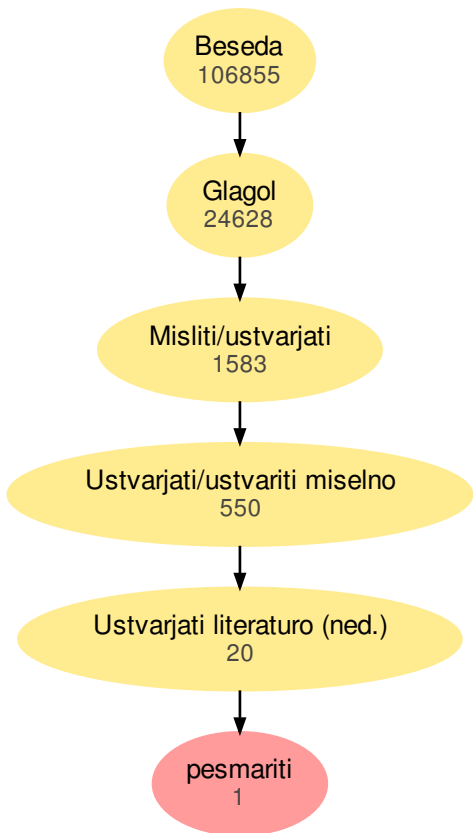 Beseda
106855
Glagol
24628
Misliti/ustvarjati
1583
Ustvarjati/ustvariti miselno
550
Ustvarjati literaturo (ned.)
20
pesmariti
1